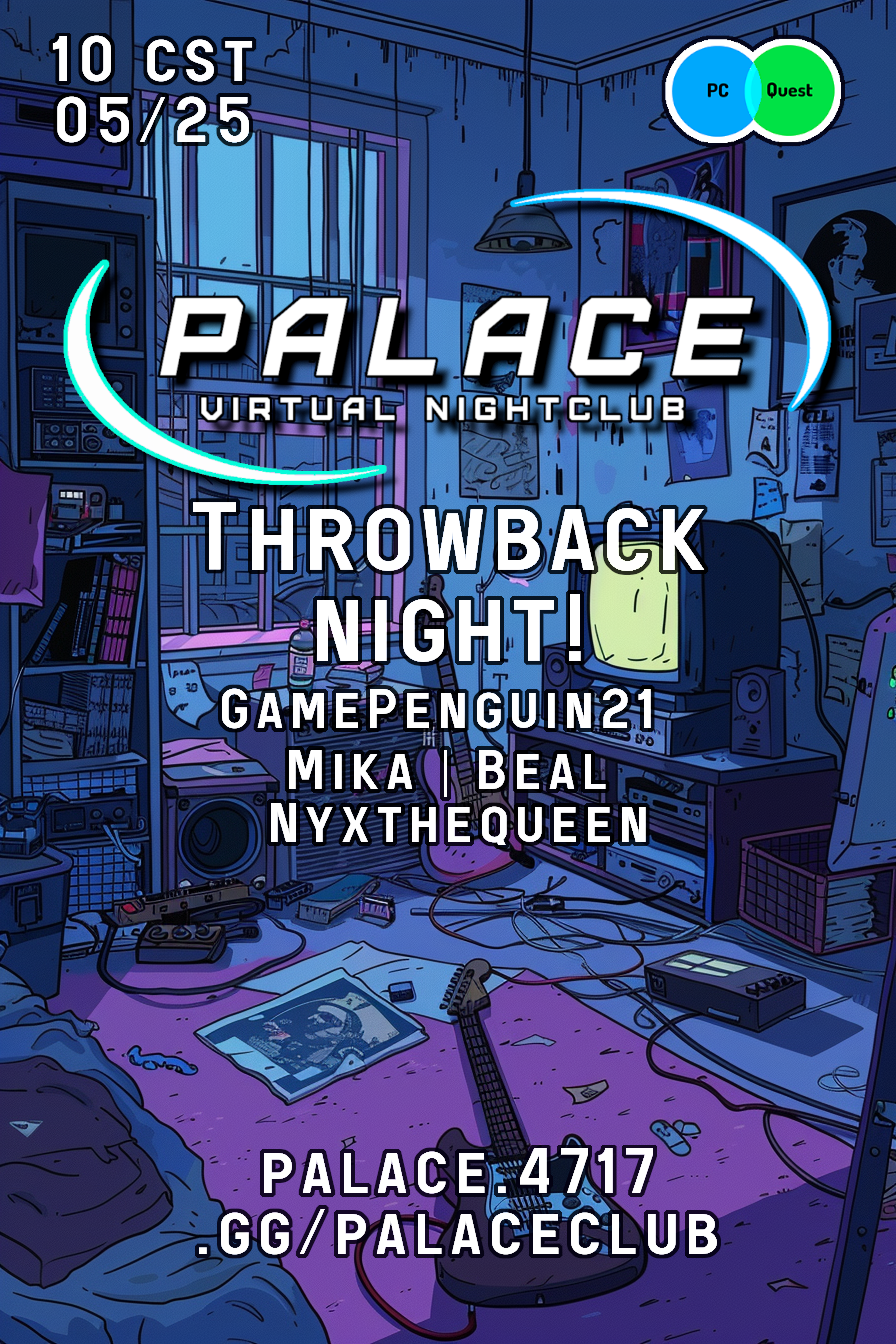 10 CST
05/25
PC
Quest
PALACE
VIRTUAL NIGHTCLUB
THROWBACK
NIGHT!
GAMEPENGUIN21
MIKA | BEAL
NYXTHEQUEEN
PALACE.4717
.GG/PALACECLUB